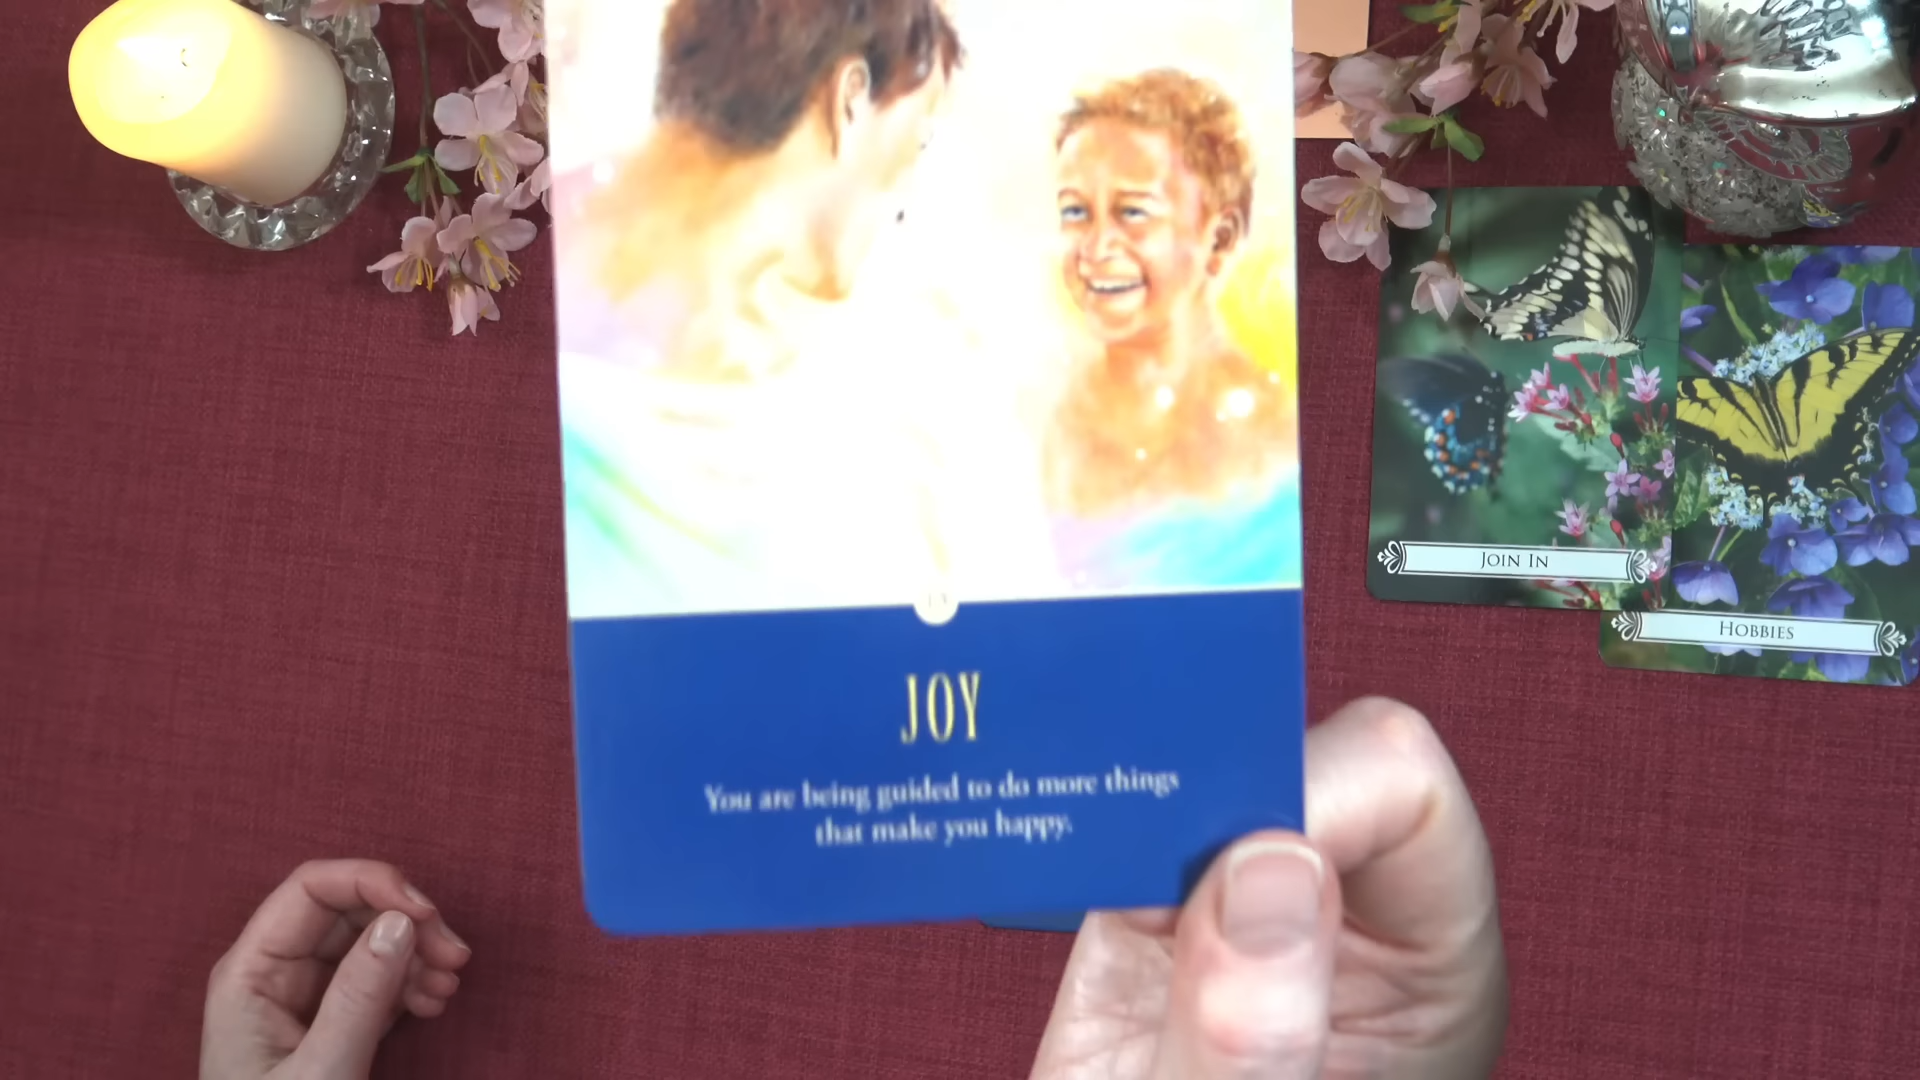 JOY
You are being guided to do more things
that make you happy.
JOIN IN
HOBBIES